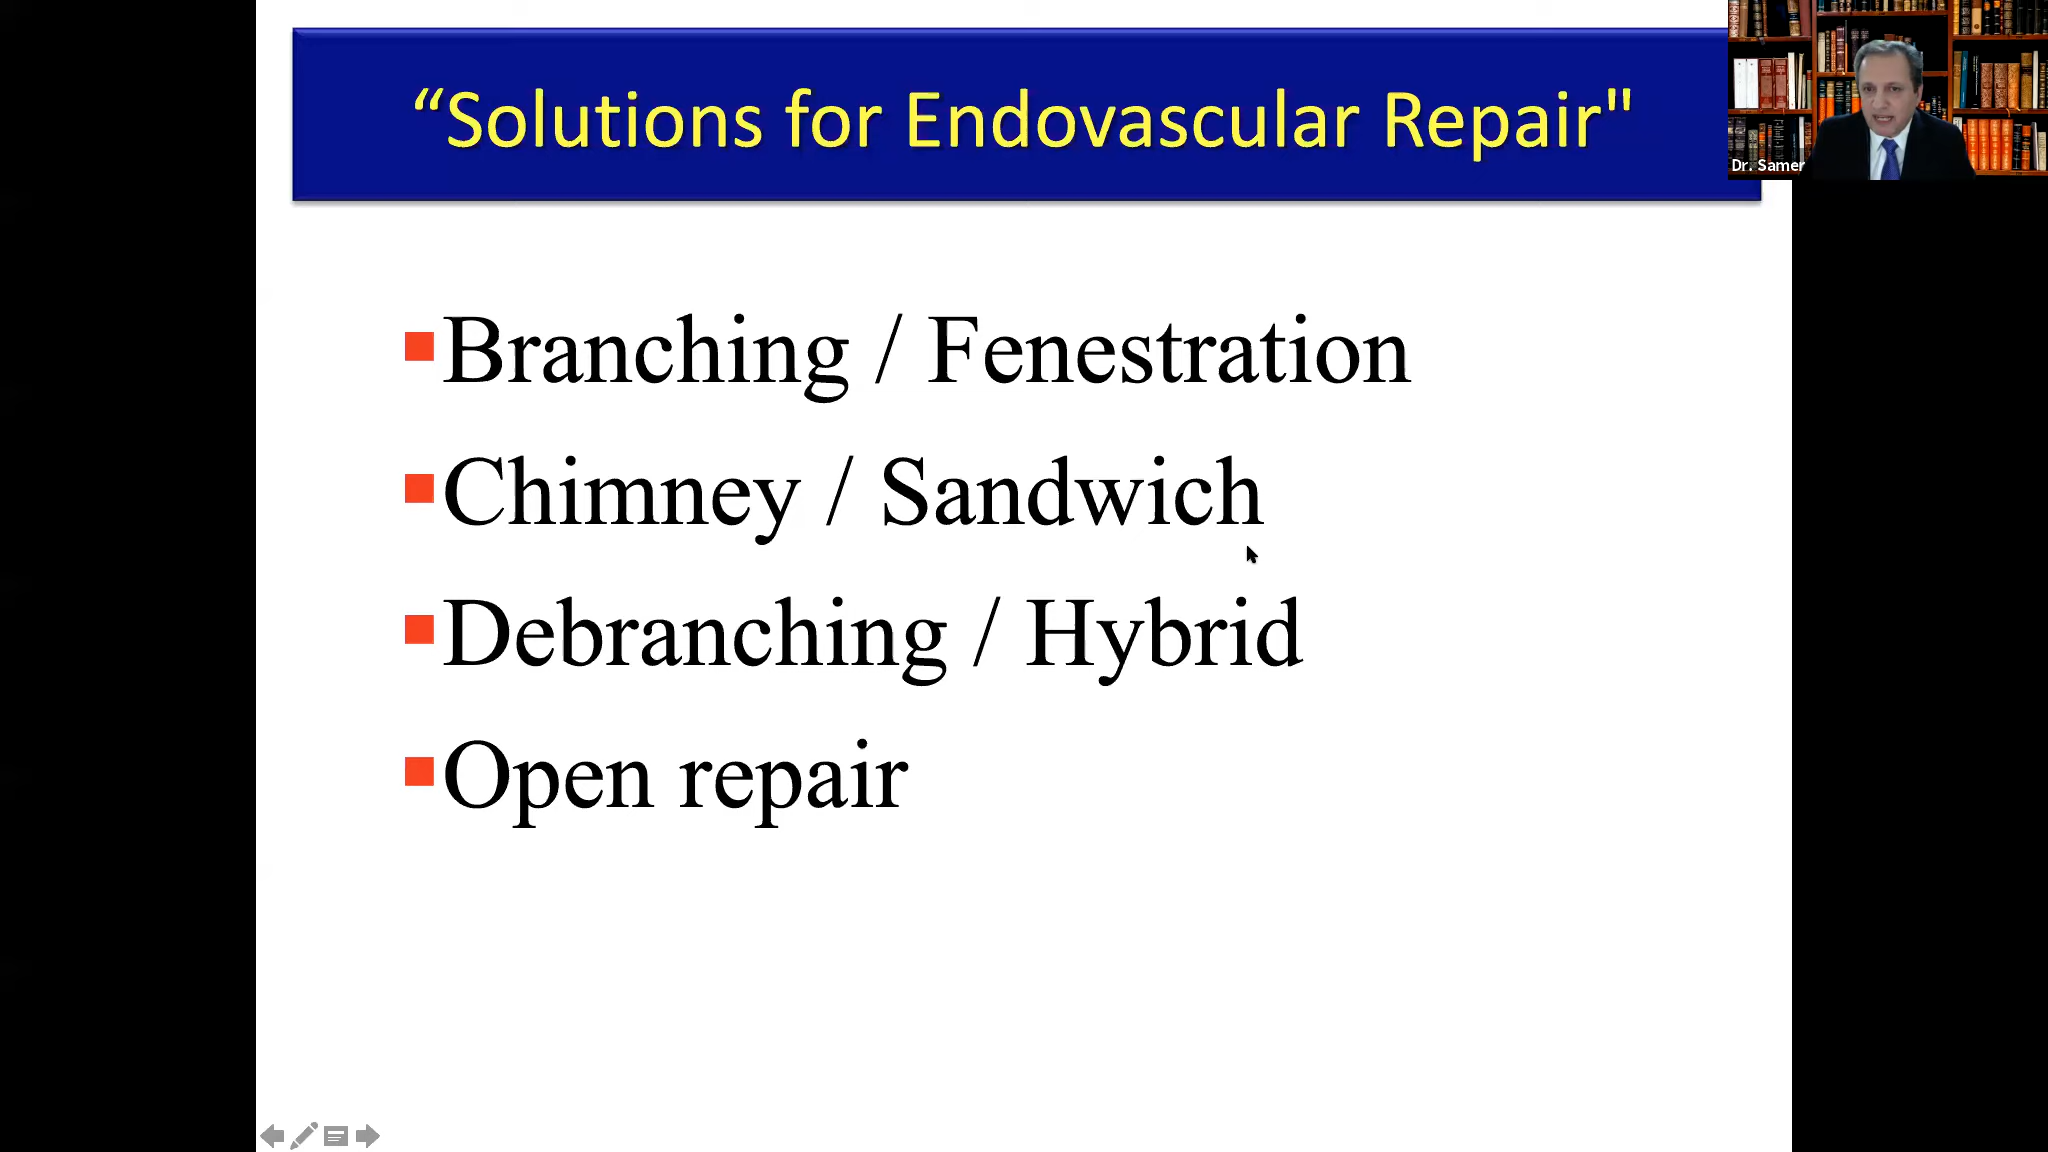 “Solutions for Endovascular Repair"
Dr. Samer
Branching / Fenestration
Chimney / Sandwich
Debranching / Hybrid
Open repair